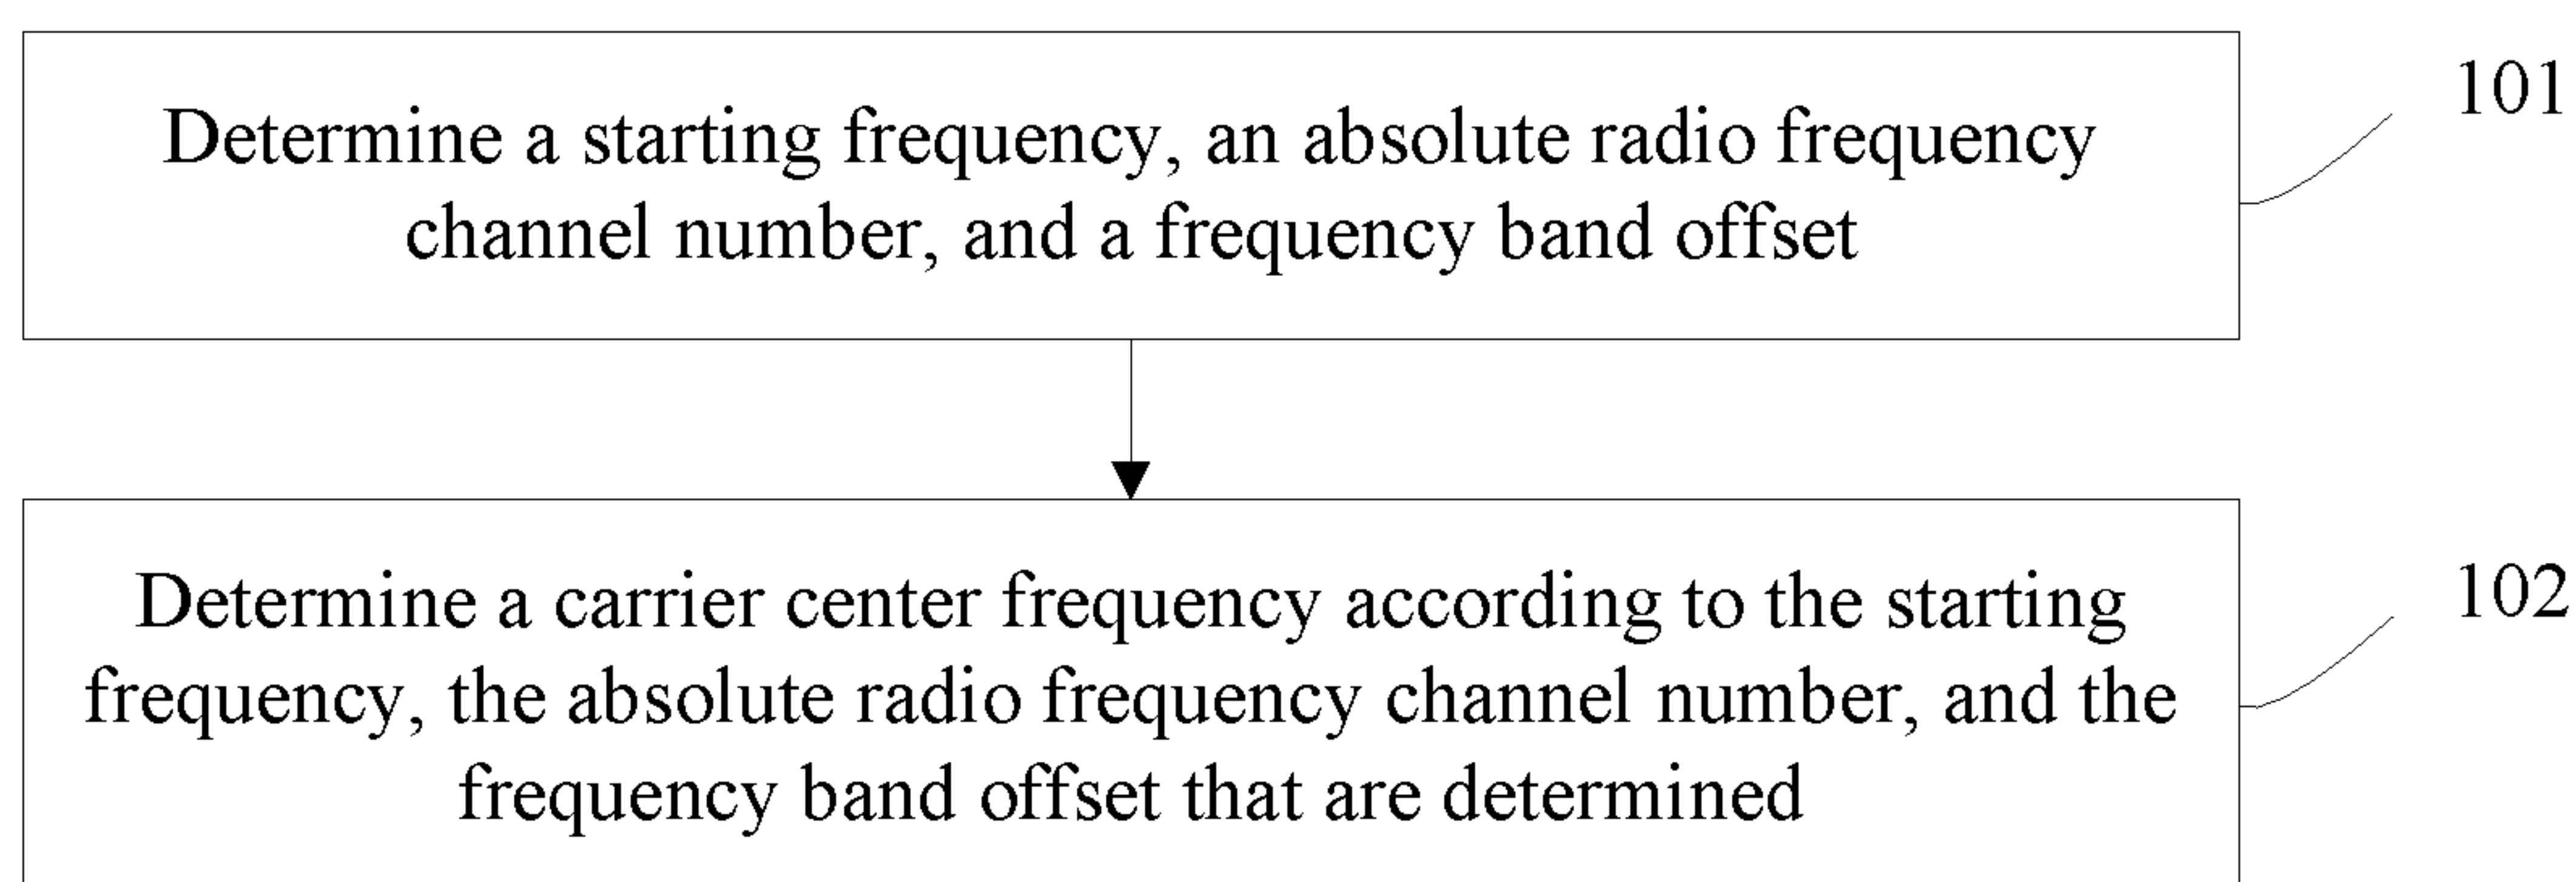 Determine a starting frequency, an absolute radio frequency
channel number, and a frequency band offset
101
Determine a carrier center frequency according to the starting
frequency, the absolute radio frequency channel number, and the
frequency band offset that are determined
102